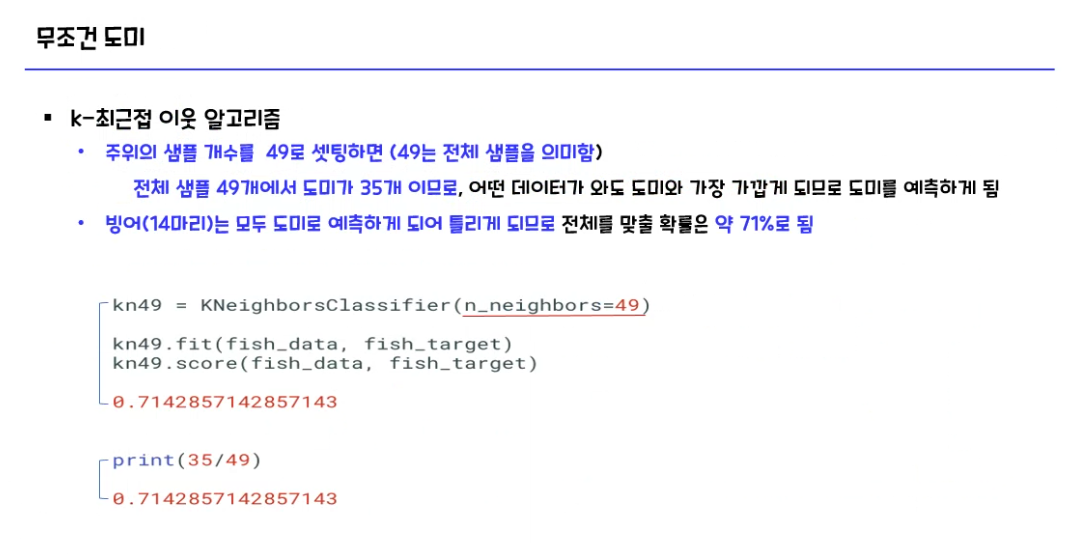 무조건 도미
▪ k-최근접 이웃 알고리즘
• 주위의 샘플 개수를 49로 셋팅하면 (49는 전체 샘플을 의미함)
전체 샘플 49개에서 도미가 35개 이므로, 어떤 데이터가 와도 도미와 가장 가깝게 되므로 도미를 예측하게 됨
• 빙어(14마리)는 모두 도미로 예측하게 되어 틀리게 되므로 전체를 맞출 확률은 약 71%로 됨
kn49 = KNeighborsClassifier(n_neighbors=49)
kn49.fit(fish_data, fish_target)
kn49.score(fish_data, fish_target)
0.7142857142857143
print(35/49)
0.7142857142857143